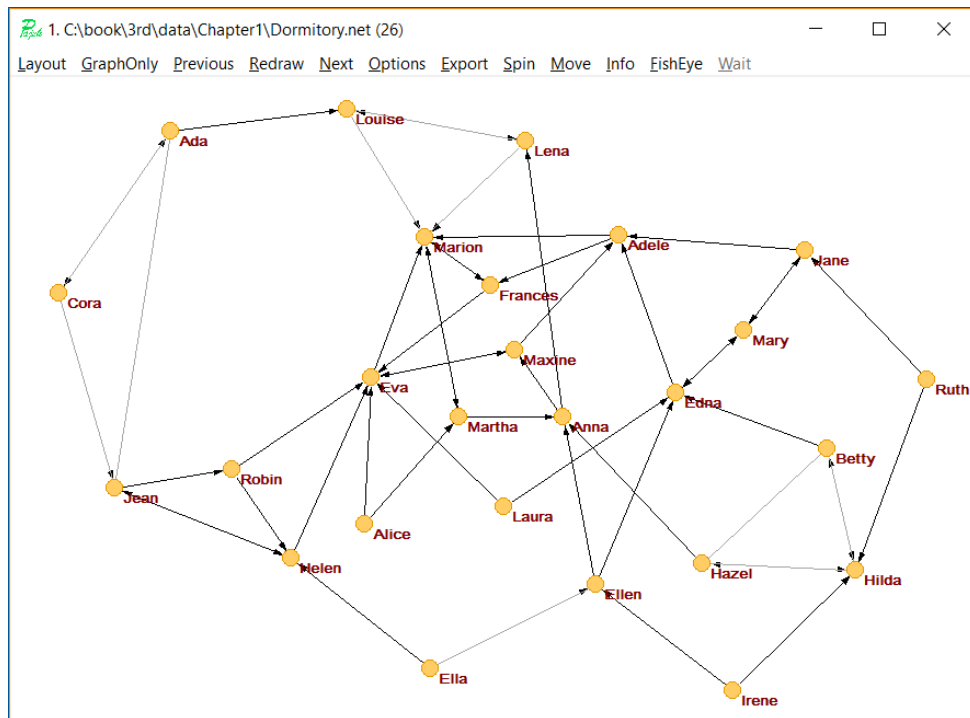 1. C:\book\3rd\data\Chapter1\Dormitory.net (26)
Layout GraphOnly Previous Redraw Next Options Export Spin Move Info FishEye Wait
Louise
Ada
Lena
Marion
Adele
Jane
Frances
Cora
Mary
Maxine
Eva
Ruth
Edna
Martha
Anna
Betty
Robin
Jean
Laura
Alice
Helen
Hazel
Hilda
Ellen
Ella
Irene